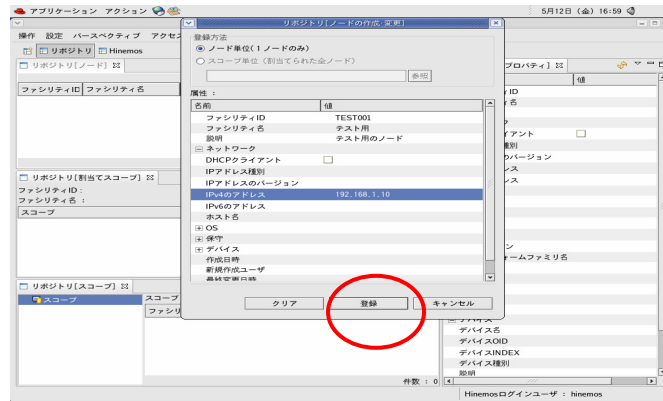 アプリケーション アクション 5月12日 (金) 16:59
リポジトリ[ノードの作成・変更]
操作 設定 パースペクティブ アクセス
リポジトリ Hinemos
リポジトリ[ノード]
ファシリティID ファシリティ名
リポジトリ[割当てスコープ]
ファシリティID:
ファシリティ名:
スコープ
リポジトリ[スコープ]
スコープ
スコープ
ファシリ
件数 : 0
登録方法
ノード単位(1ノードのみ)
スコープ単位 (割当てられた全ノード)
参照
属性 :
名前 値
ファシリティID TEST001
ファシリティ名 テスト用
説明 テスト用のノード
ネットワーク
DHCPクライアント
IPアドレス種別
IPアドレスのバージョン
IPv4のアドレス 192.168.1.10
IPv6のアドレス
ホスト名
OS
保守
デバイス
作成日時
新規作成ユーザ
最終変更日時
クリア 登録 キャンセル
プロパティ]
値
ィID
ィ名
イアント
種別
のバージョン
レス
レス
ン
ームファミリ名
デバイス
デバイス名
デバイスOID
デバイスINDEX
デバイス種別
説明
Hinemosログインユーザ : hinemos